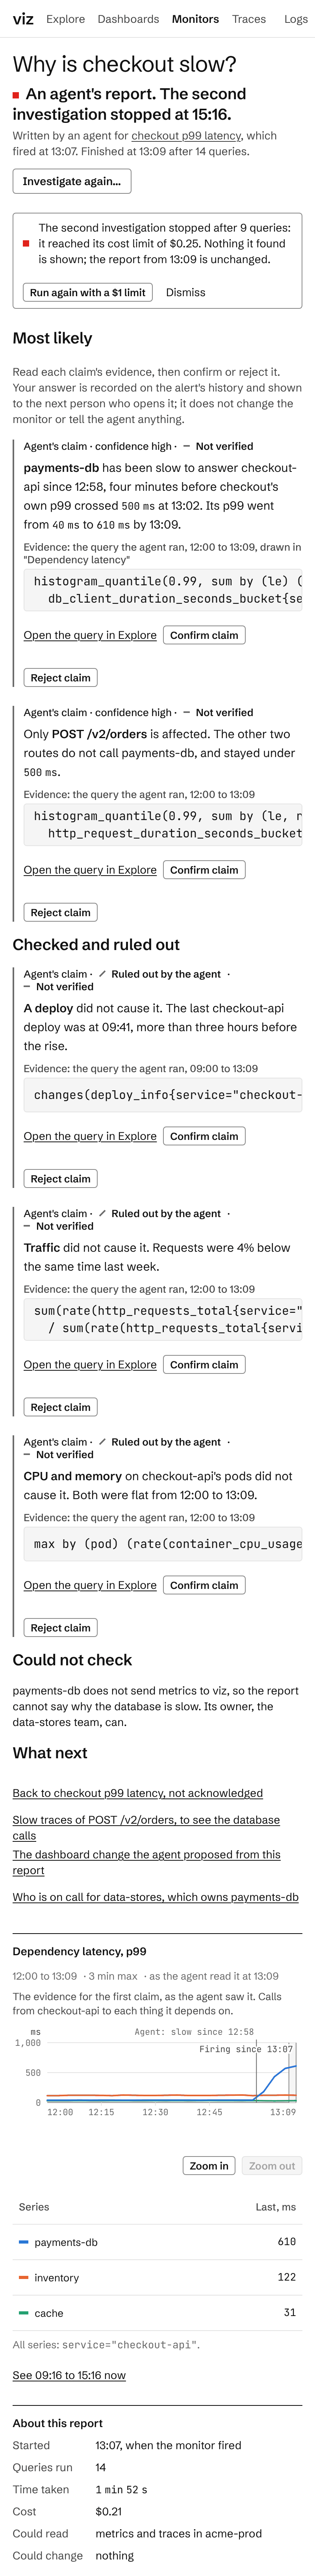 viz Explore Dashboards Monitors Traces Logs
Why is checkout slow?
An agent's report. The second
investigation stopped at 15:16.
Written by an agent for checkout p99 latency, which
fired at 13:07. Finished at 13:09 after 14 queries.
Investigate again...
The second investigation stopped after 9 queries:
it reached its cost limit of $0.25. Nothing it found
is shown; the report from 13:09 is unchanged.
Run again with a $1 limit Dismiss
Most likely
Read each claim's evidence, then confirm or reject it.
Your answer is recorded on the alert's history and shown
to the next person who opens it; it does not change the
monitor or tell the agent anything.
Agent's claim · confidence high · – Not verified
payments-db has been slow to answer checkout-
api since 12:58, four minutes before checkout's
own p99 crossed 500 ms at 13:02. Its p99 went
from 40 ms to 610 ms by 13:09.
Evidence: the query the agent ran, 12:00 to 13:09, drawn in
"Dependency latency"
histogram_quantile(0.99, sum by (le) (
db_client_duration_seconds_bucket{se
Open the query in Explore Confirm claim
Reject claim
Agent's claim · confidence high · – Not verified
Only POST /v2/orders is affected. The other two
routes do not call payments-db, and stayed under
500 ms.
Evidence: the query the agent ran, 12:00 to 13:09
histogram_quantile(0.99, sum by (le, r
http_request_duration_seconds_bucket
Open the query in Explore Confirm claim
Reject claim
Checked and ruled out
Agent's claim · Ruled out by the agent ·
– Not verified
A deploy did not cause it. The last checkout-api
deploy was at 09:41, more than three hours before
the rise.
Evidence: the query the agent ran, 09:00 to 13:09
changes(deploy_info{service="checkout-
Open the query in Explore Confirm claim
Reject claim
Agent's claim · Ruled out by the agent ·
– Not verified
Traffic did not cause it. Requests were 4% below
the same time last week.
Evidence: the query the agent ran, 12:00 to 13:09
sum(rate(http_requests_total{service="
/ sum(rate(http_requests_total{servi
Open the query in Explore Confirm claim
Reject claim
Agent's claim · Ruled out by the agent ·
– Not verified
CPU and memory on checkout-api's pods did not
cause it. Both were flat from 12:00 to 13:09.
Evidence: the query the agent ran, 12:00 to 13:09
max by (pod) (rate(container_cpu_usage
Open the query in Explore Confirm claim
Reject claim
Could not check
payments-db does not send metrics to viz, so the report
cannot say why the database is slow. Its owner, the
data-stores team, can.
What next
Back to checkout p99 latency, not acknowledged
Slow traces of POST /v2/orders, to see the database
calls
The dashboard change the agent proposed from this
report
Who is on call for data-stores, which owns payments-db
Dependency latency, p99
12:00 to 13:09 · 3 min max · as the agent read it at 13:09
The evidence for the first claim, as the agent saw it. Calls
from checkout-api to each thing it depends on.
ms Agent: slow since 12:58
1,000
Firing since 13:07
500
0
12:00 12:15 12:30 12:45 13:09
Zoom in Zoom out
Series Last, ms
payments-db 610
inventory 122
cache 31
All series: service="checkout-api".
See 09:16 to 15:16 now
About this report
Started 13:07, when the monitor fired
Queries run 14
Time taken 1 min 52 s
Cost $0.21
Could read metrics and traces in acme-prod
Could change nothing